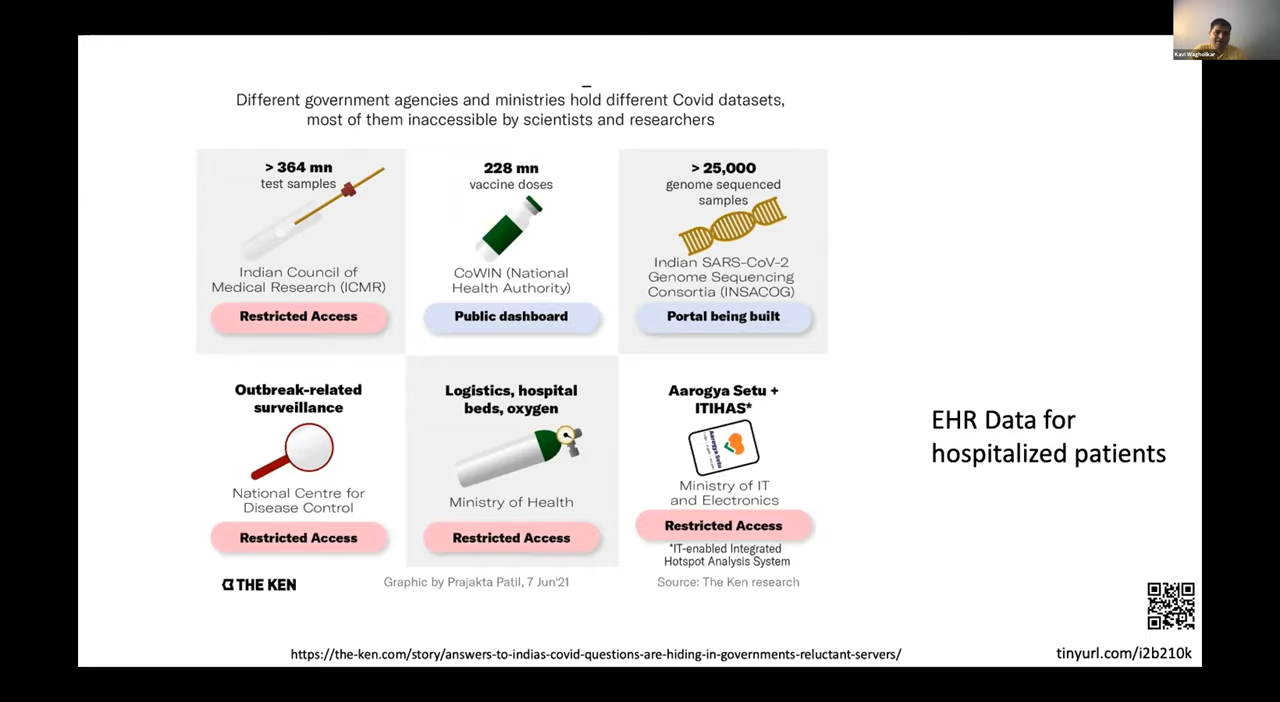 Kavi Wagholikar
Different government agencies and ministries hold different Covid datasets,
most of them inaccessible by scientists and researchers
> 364 mn
test samples
Indian Council of
Medical Research (ICMR)
Restricted Access
228 mn
vaccine doses
CoWIN (National
Health Authority)
Public dashboard
> 25,000
genome sequenced
samples
Indian SARS-CoV-2
Genome Sequencing
Consortia (INSACOG)
Portal being built
Outbreak-related
surveillance
National Centre for
Disease Control
Restricted Access
Logistics, hospital
beds, oxygen
Ministry of Health
Restricted Access
Aarogya Setu +
ITIHAS*
Aarogya Setu
Ministry of IT
and Electronics
Restricted Access
*IT-enabled Integrated
Hotspot Analysis System
EHR Data for
hospitalized patients
THE KEN
Graphic by Prajakta Patil, 7 Jun'21
Source: The Ken research
https://the-ken.com/story/answers-to-indias-covid-questions-are-hiding-in-governments-reluctant-servers/
tinyurl.com/i2b210k